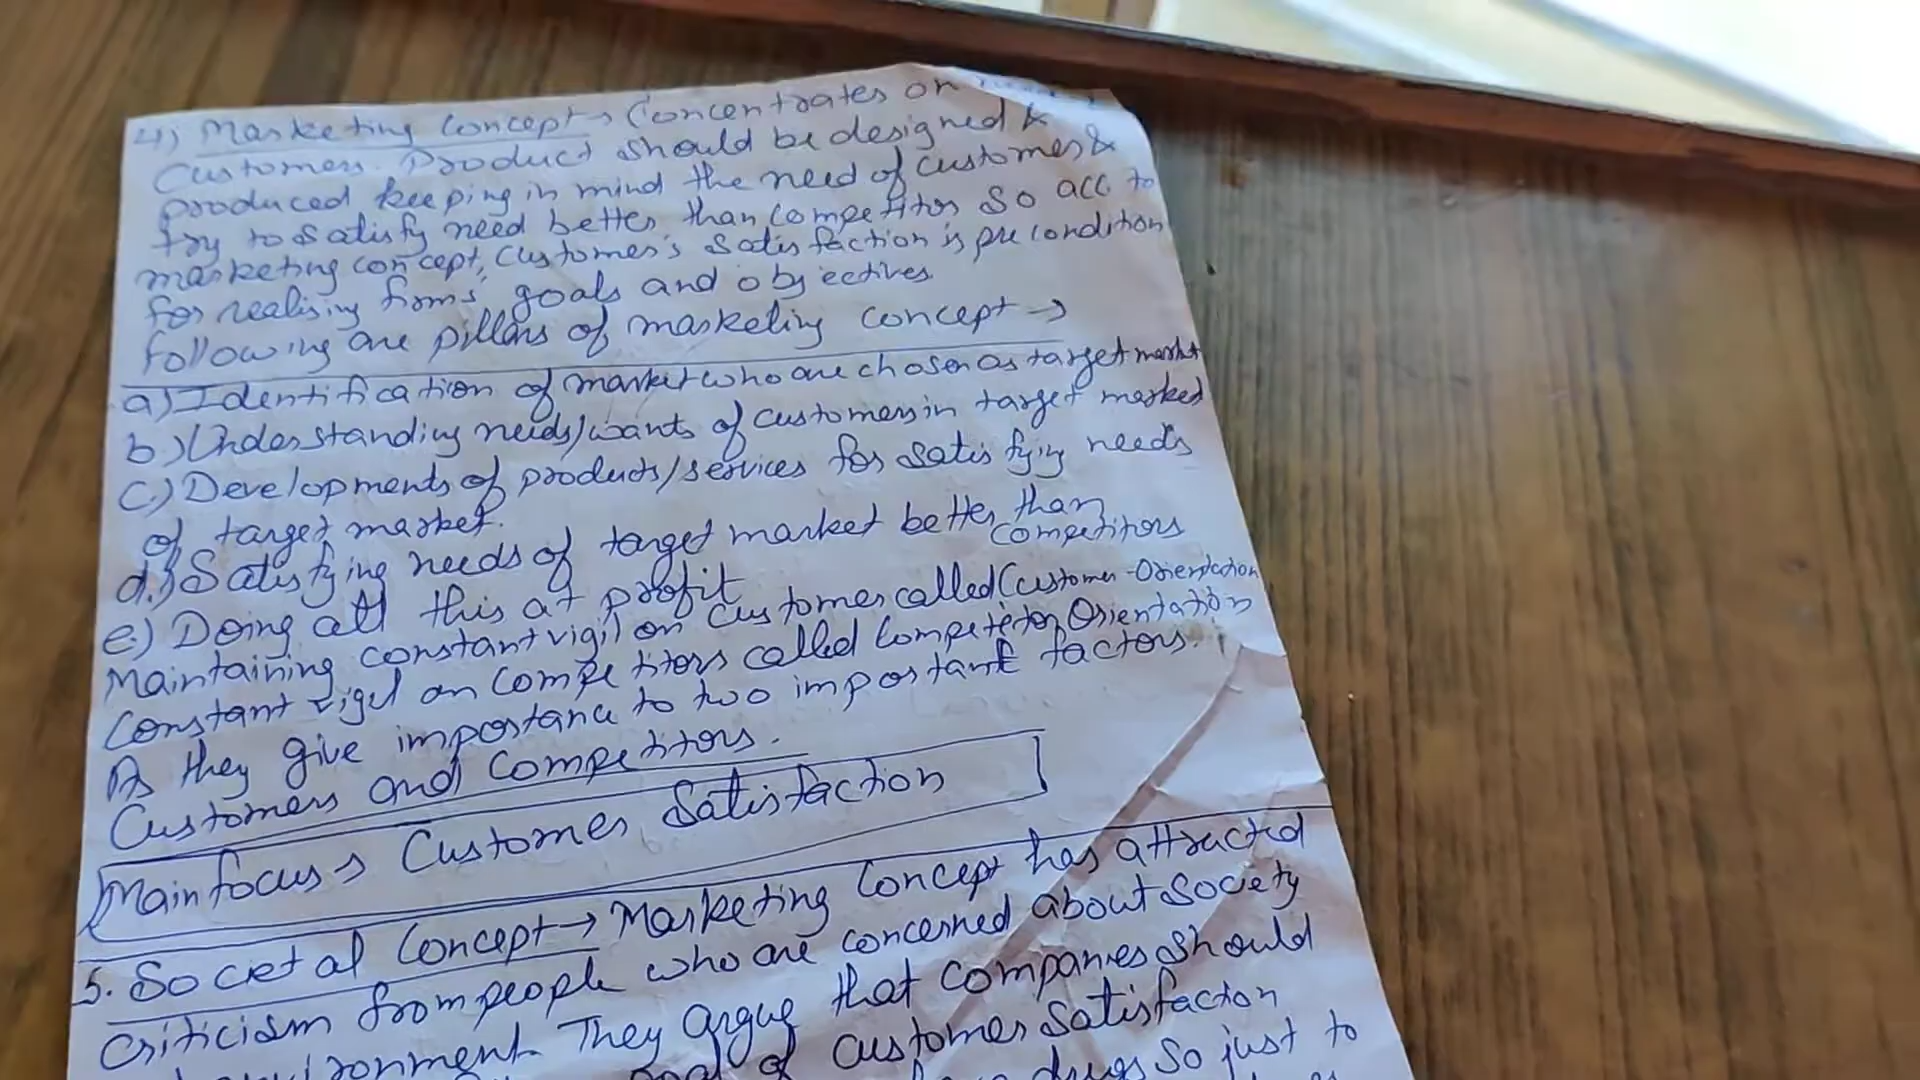 4) Marketing Concept → Concentrates on
Customers. Product should be designed &
produced keeping in mind the need of customer &
try to satisfy need better than competitor So acc to
marketing concept, Customer's Satisfaction is pre condition
for realising firms' goals and objectives.
following are pillars of marketing concept →
a) Identification of market who are chosen as target market
b.) Understanding needs/wants of customers in target market
C.) Developments of products/services for satisfying needs
of target market.
d.) Satisfying needs of target market better than
competitors
e.) Doing all this at profit
Maintaining constant vigil on Customer called Customer-Orientation
Constant vigil on Competitors called Competitor Orientation
As they give importance to two important factors.
Customers and Competitors.
Main focus → Customer Satisfaction
5. Societal Concept → Marketing Concept has attracted
Criticism from people who are concerned about Society
environment. They argue that Companies should
goal of Customer Satisfaction
drugs So just to